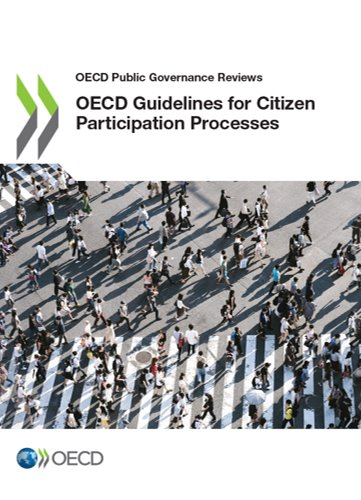 OECD Public Governance Reviews
OECD Guidelines for Citizen
Participation Processes
OECD